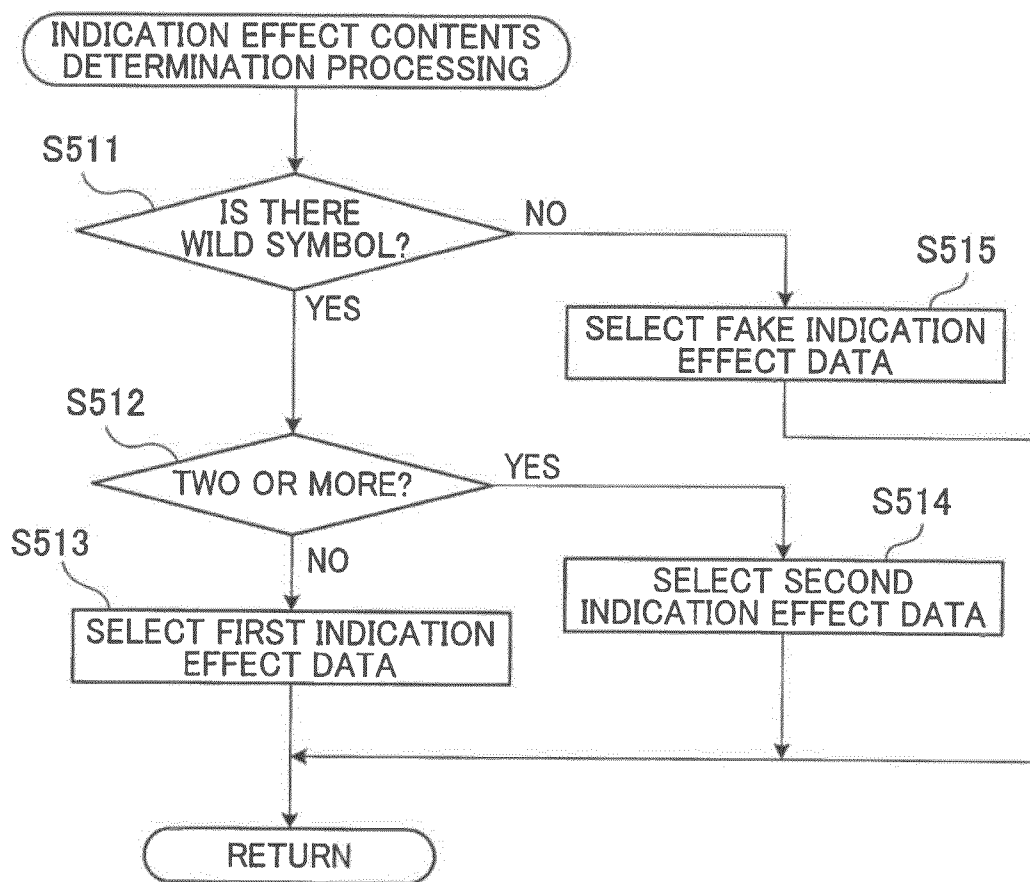 INDICATION EFFECT CONTENTS
DETERMINATION PROCESSING
S511
IS THERE
WILD SYMBOL?
NO
YES
S515
SELECT FAKE INDICATION
EFFECT DATA
S512
TWO OR MORE?
YES
NO
S514
SELECT SECOND
INDICATION EFFECT DATA
S513
SELECT FIRST INDICATION
EFFECT DATA
RETURN